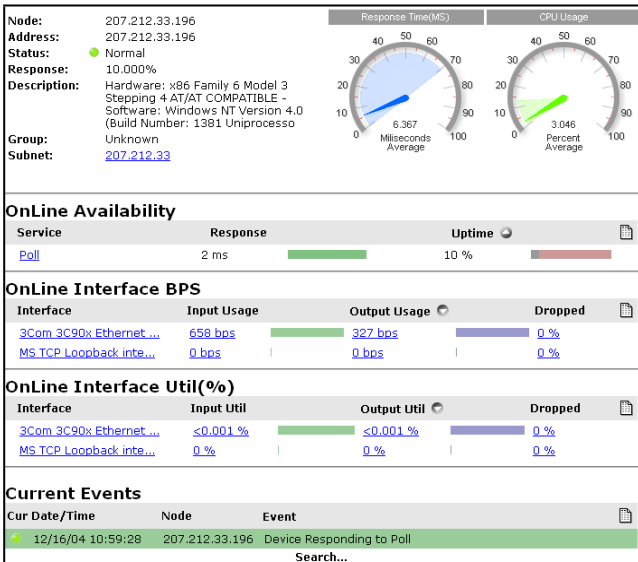 Node: 207.212.33.196
Address: 207.212.33.196
Status: Normal
Response: 10.000%
Description: Hardware: x86 Family 6 Model 3
Stepping 4 AT/AT COMPATIBLE -
Software: Windows NT Version 4.0
(Build Number: 1381 Uniprocesso
Group: Unknown
Subnet: 207.212.33
Response Time(MS)
0 10 20 30 40 50 60 70 80 90 100
6.367
Miliseconds
Average
CPU Usage
0 10 20 30 40 50 60 70 80 90 100
3.046
Percent
Average
OnLine Availability
Service Response Uptime
Poll 2 ms 10 %
OnLine Interface BPS
Interface Input Usage Output Usage Dropped
3Com 3C90x Ethernet ... 658 bps 327 bps 0 %
MS TCP Loopback inte... 0 bps 0 bps 0 %
OnLine Interface Util(%)
Interface Input Util Output Util Dropped
3Com 3C90x Ethernet ... <0.001 % <0.001 % 0 %
MS TCP Loopback inte... 0 % 0 % 0 %
Current Events
Cur Date/Time Node Event
12/16/04 10:59:28 207.212.33.196 Device Responding to Poll
Search...